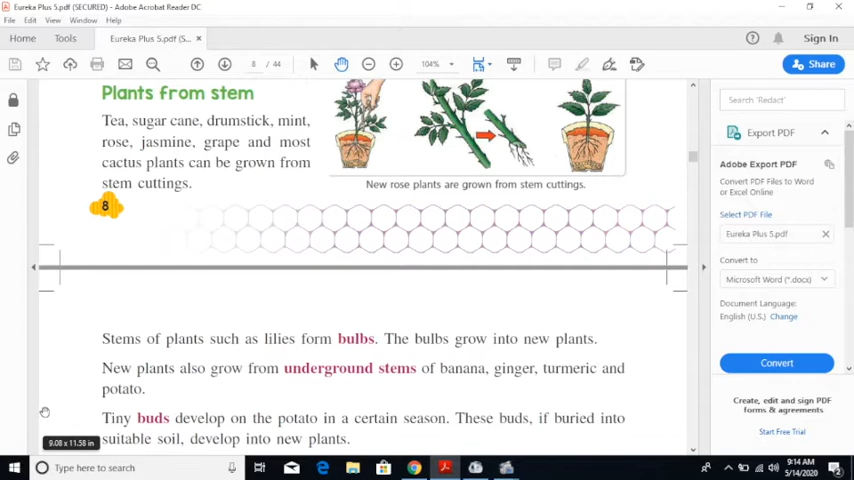 Eureka Plus 5.pdf (SECURED) - Adobe Acrobat Reader DC
File Edit View Window Help
Home Tools Eureka Plus 5.pdf (S... × Sign In
8 / 44 104% Share
Plants from stem
Tea, sugar cane, drumstick, mint,
rose, jasmine, grape and most
cactus plants can be grown from
stem cuttings.
New rose plants are grown from stem cuttings.
8
Stems of plants such as lilies form bulbs. The bulbs grow into new plants.
New plants also grow from underground stems of banana, ginger, turmeric and
potato.
Tiny buds develop on the potato in a certain season. These buds, if buried into
suitable soil, develop into new plants.
9.08 x 11.58 in
Search 'Redact'
Export PDF
Adobe Export PDF
Convert PDF Files to Word
or Excel Online
Select PDF File
Eureka Plus 5.pdf
Convert to
Microsoft Word (*.docx)
Document Language:
English (U.S.) Change
Convert
Create, edit and sign PDF
forms & agreements
Start Free Trial
Type here to search
9:14 AM
5/14/2020